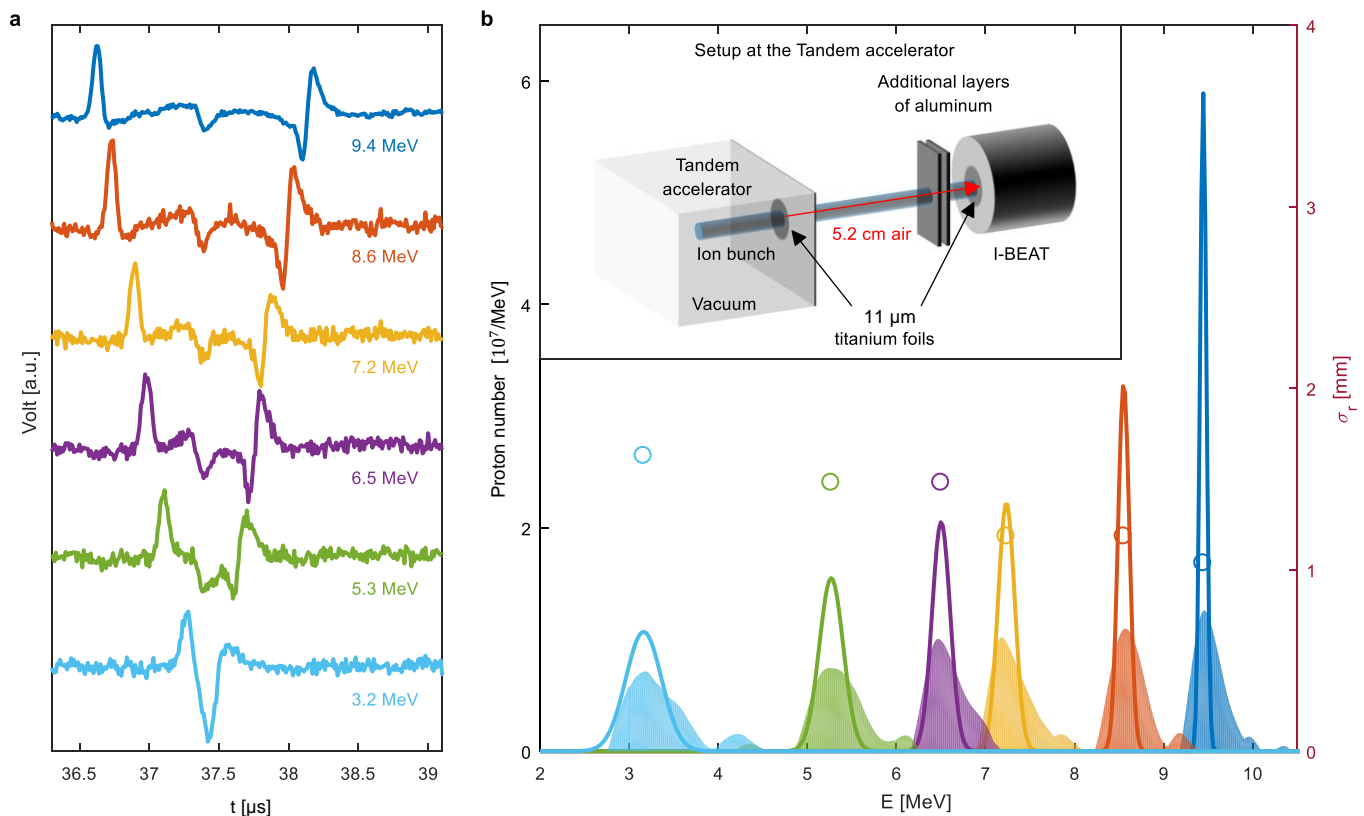 a
Volt [a.u.]
9.4 MeV
8.6 MeV
7.2 MeV
6.5 MeV
5.3 MeV
3.2 MeV
36.5 37 37.5 38 38.5 39
t [µs]
b
Proton number [10⁷/MeV]
6
4
2
0
Setup at the Tandem accelerator
Additional layers
of aluminum
Tandem
accelerator
5.2 cm air
Ion bunch
I-BEAT
Vacuum
11 µm
titanium foils
4
3
2
1
0
σr [mm]
2 3 4 5 6 7 8 9 10
E [MeV]